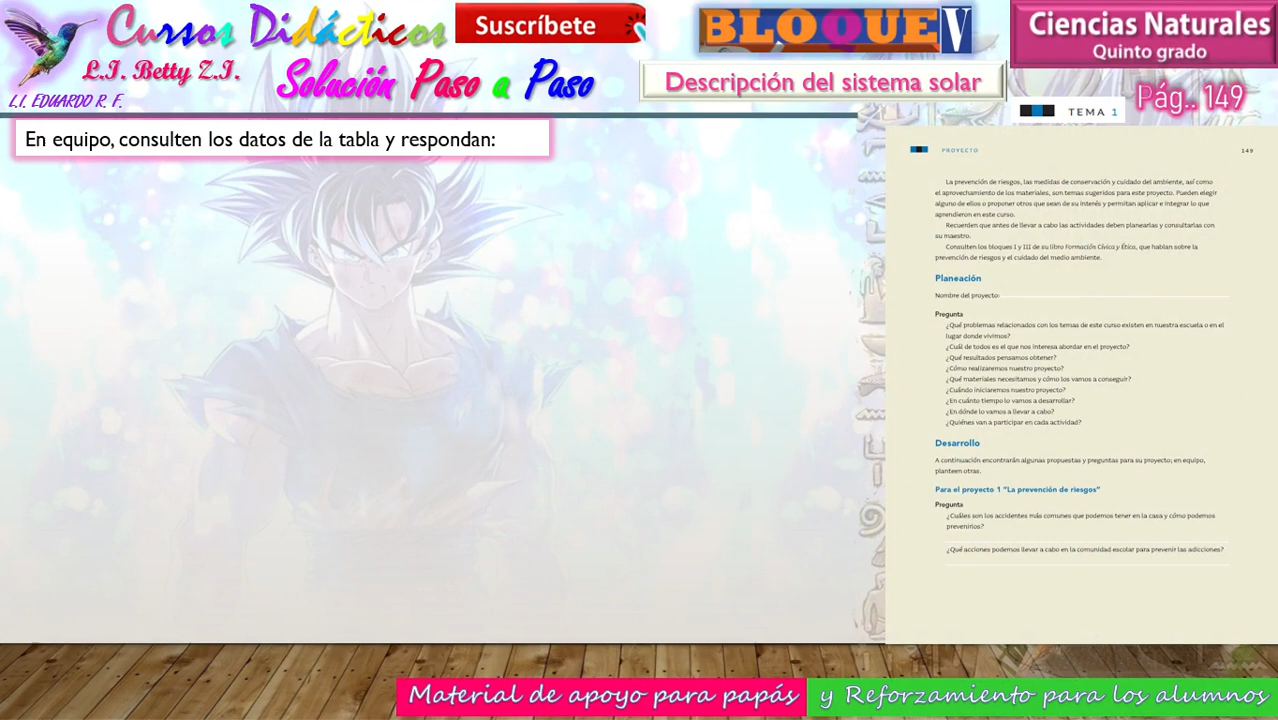 Cursos Didácticos
Suscríbete
BLOQUE V
Ciencias Naturales
Quinto grado
L.I. Betty Z.I.
Solución Paso a Paso
L.I. EDUARDO R. F.
Descripción del sistema solar
Pág.. 149
TEMA 1
En equipo, consulten los datos de la tabla y respondan:
PROYECTO
149
La prevención de riesgos, las medidas de conservación y cuidado del ambiente, así como
el aprovechamiento de los materiales, son temas sugeridos para este proyecto. Pueden elegir
alguno de ellos o proponer otros que sean de su interés y permitan aplicar e integrar lo que
aprendieron en este curso.
Recuerden que antes de llevar a cabo las actividades deben planearlas y consultarlas con
su maestro.
Consulten los bloques I y III de su libro Formación Cívica y Ética, que hablan sobre la
prevención de riesgos y el cuidado del medio ambiente.
Planeación
Nombre del proyecto:
Pregunta
¿Qué problemas relacionados con los temas de este curso existen en nuestra escuela o en el
lugar donde vivimos?
¿Cuál de todos es el que nos interesa abordar en el proyecto?
¿Qué resultados pensamos obtener?
¿Cómo realizaremos nuestro proyecto?
¿Qué materiales necesitamos y cómo los vamos a conseguir?
¿Cuándo iniciaremos nuestro proyecto?
¿En cuánto tiempo lo vamos a desarrollar?
¿En dónde lo vamos a llevar a cabo?
¿Quiénes van a participar en cada actividad?
Desarrollo
A continuación encontrarán algunas propuestas y preguntas para su proyecto; en equipo,
planteen otras.
Para el proyecto 1 "La prevención de riesgos"
Pregunta
¿Cuáles son los accidentes más comunes que podemos tener en la casa y cómo podemos
prevenirlos?
¿Qué acciones podemos llevar a cabo en la comunidad escolar para prevenir las adicciones?
Material de apoyo para papás y Reforzamiento para los alumnos